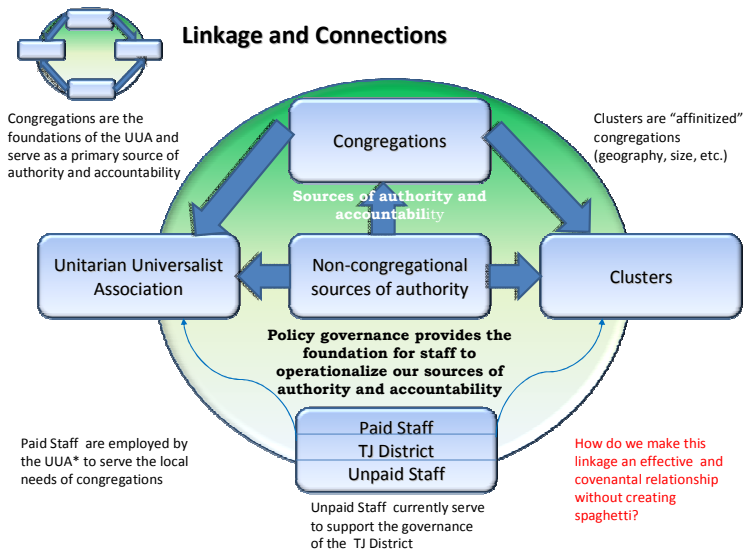 Linkage and Connections
Congregations are the
foundations of the UUA and
serve as a primary source of
authority and accountability
Clusters are “affinitized”
congregations
(geography, size, etc.)
Congregations
Sources of authority and
accountability
Unitarian Universalist
Association
Non-congregational
sources of authority
Clusters
Policy governance provides the
foundation for staff to
operationalize our sources of
authority and accountability
Paid Staff
TJ District
Unpaid Staff
Paid Staff are employed by
the UUA* to serve the local
needs of congregations
Unpaid Staff currently serve
to support the governance
of the TJ District
How do we make this
linkage an effective and
covenantal relationship
without creating
spaghetti?